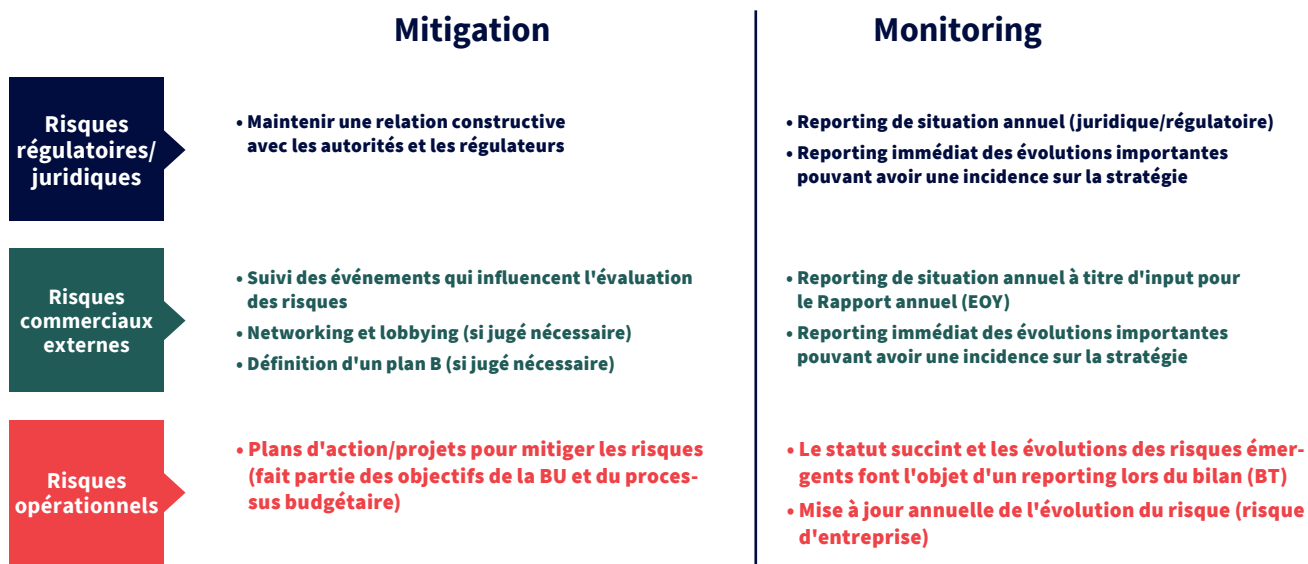 Mitigation
Monitoring
Risques
régulatoires/
juridiques
• Maintenir une relation constructive
avec les autorités et les régulateurs
• Reporting de situation annuel (juridique/régulatoire)
• Reporting immédiat des évolutions importantes
pouvant avoir une incidence sur la stratégie
Risques
commerciaux
externes
• Suivi des événements qui influencent l'évaluation
des risques
• Networking et lobbying (si jugé nécessaire)
• Définition d'un plan B (si jugé nécessaire)
• Reporting de situation annuel à titre d'input pour
le Rapport annuel (EOY)
• Reporting immédiat des évolutions importantes
pouvant avoir une incidence sur la stratégie
Risques
opérationnels
• Plans d'action/projets pour mitiger les risques
(fait partie des objectifs de la BU et du proces-
sus budgétaire)
• Le statut succint et les évolutions des risques émer-
gents font l'objet d'un reporting lors du bilan (BT)
• Mise à jour annuelle de l'évolution du risque (risque
d'entreprise)